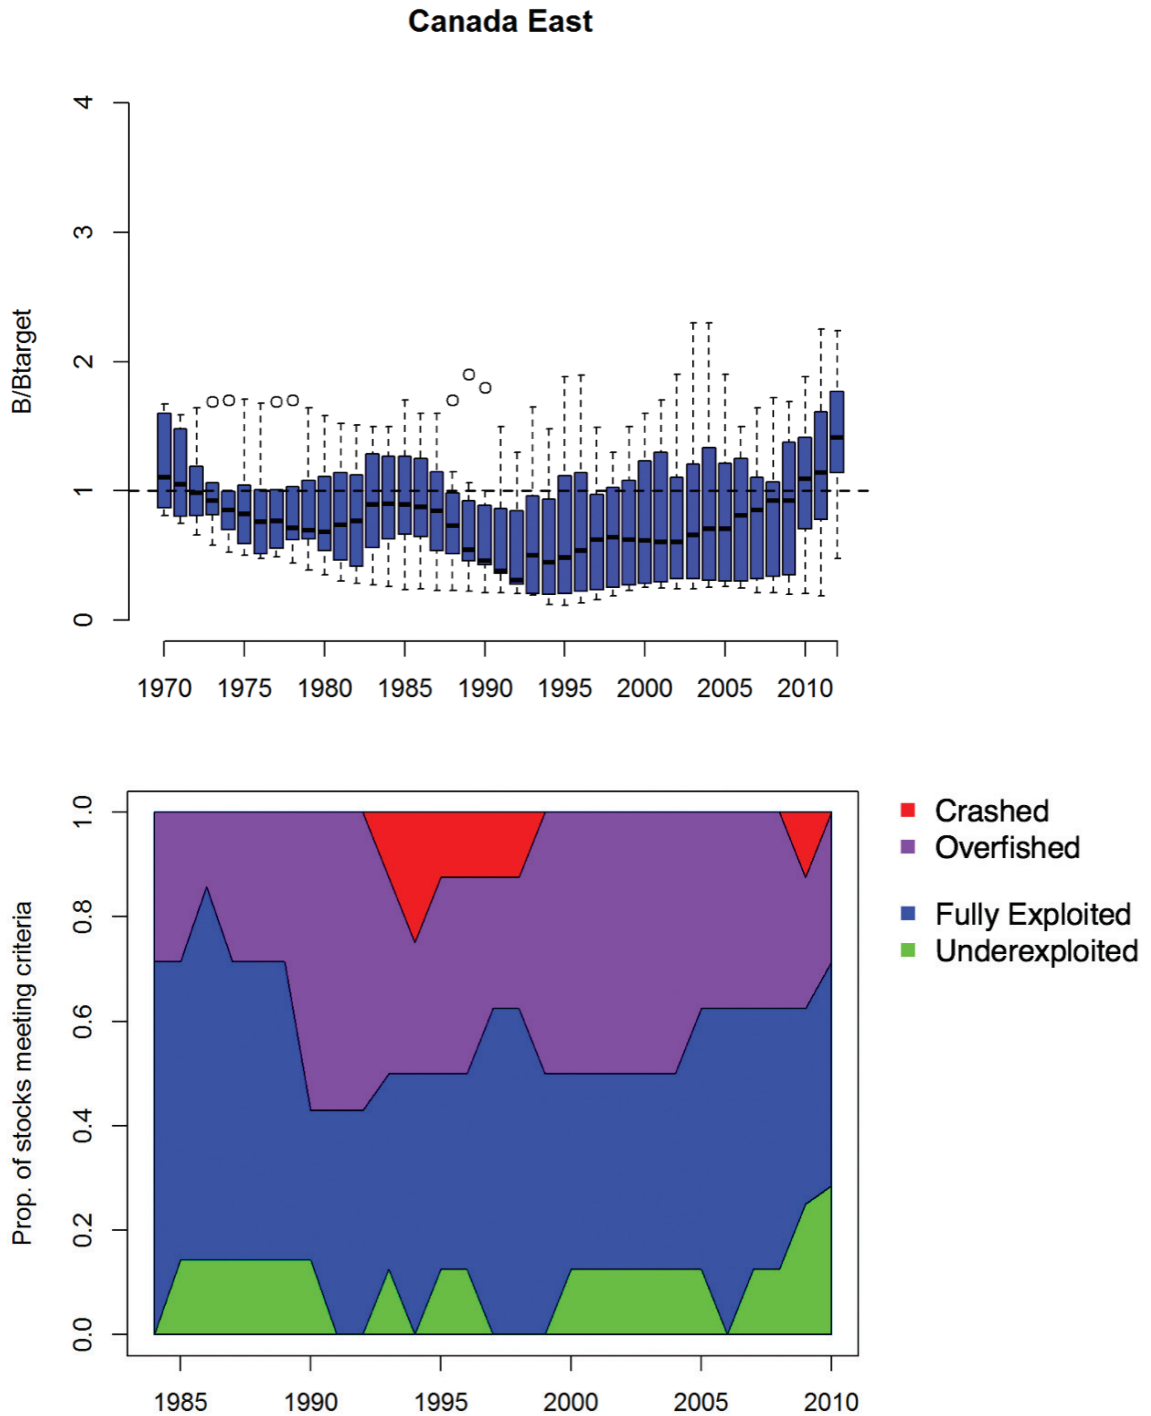 Canada East
B/Btarget
4
3
2
1
0
1970 1975 1980 1985 1990 1995 2000 2005 2010
Prop. of stocks meeting criteria
1.0
0.8
0.6
0.4
0.2
0.0
1985 1990 1995 2000 2005 2010
Crashed
Overfished
Fully Exploited
Underexploited